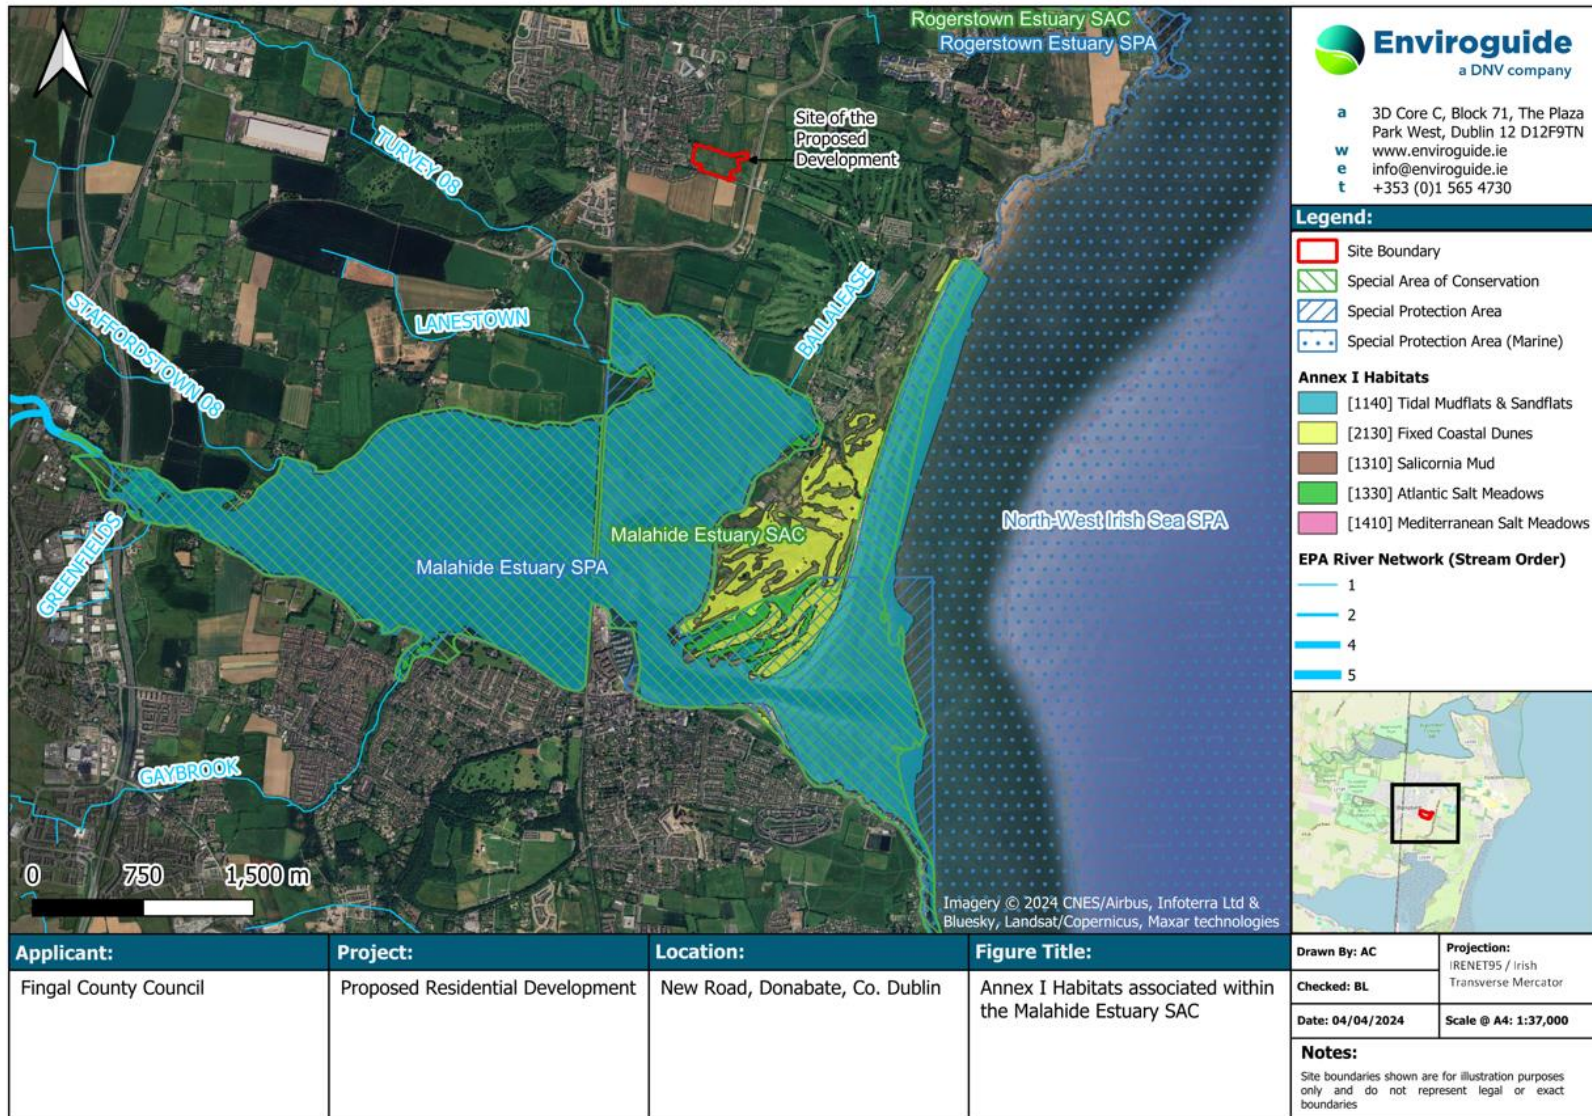 Rogerstown Estuary SAC
Rogerstown Estuary SPA
Site of the
Proposed
Development
TURVEY 08
STAFFORDSTOWN 08
LANESTOWN
BALLALEASE
GREENFIELDS
Malahide Estuary SAC
Malahide Estuary SPA
North-West Irish Sea SPA
GAYBROOK
0 750 1,500 m
Imagery © 2024 CNES/Airbus, Infoterra Ltd &
Bluesky, Landsat/Copernicus, Maxar technologies
Enviroguide
a DNV company
a 3D Core C, Block 71, The Plaza
Park West, Dublin 12 D12F9TN
w www.enviroguide.ie
e info@enviroguide.ie
t +353 (0)1 565 4730
Legend:
Site Boundary
Special Area of Conservation
Special Protection Area
Special Protection Area (Marine)
Annex I Habitats
[1140] Tidal Mudflats & Sandflats
[2130] Fixed Coastal Dunes
[1310] Salicornia Mud
[1330] Atlantic Salt Meadows
[1410] Mediterranean Salt Meadows
EPA River Network (Stream Order)
1
2
4
5
Applicant:
Fingal County Council
Project:
Proposed Residential Development
Location:
New Road, Donabate, Co. Dublin
Figure Title:
Annex I Habitats associated within
the Malahide Estuary SAC
Drawn By: AC
Checked: BL
Date: 04/04/2024
Projection:
IRENET95 / Irish
Transverse Mercator
Scale @ A4: 1:37,000
Notes:
Site boundaries shown are for illustration purposes
only and do not represent legal or exact
boundaries